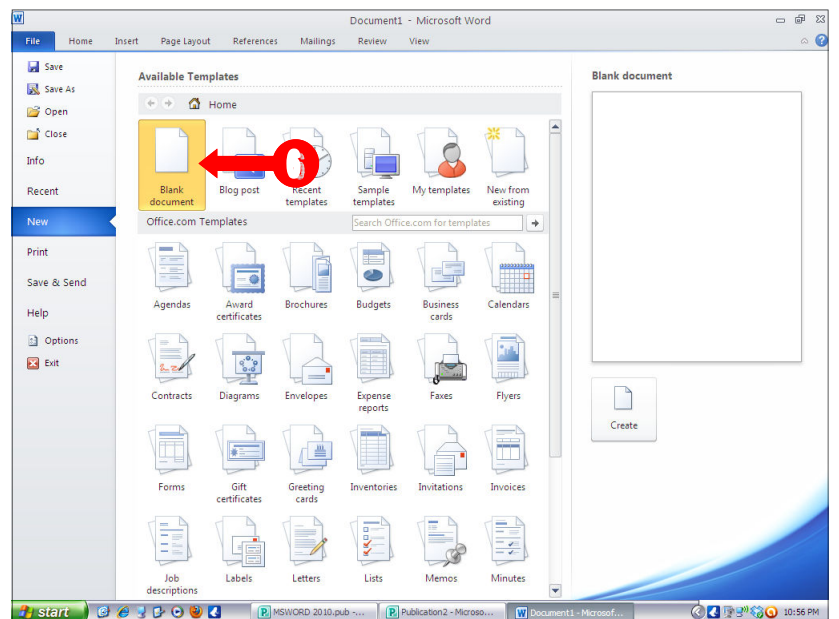 Document1 - Microsoft Word
File Home Insert Page Layout References Mailings Review View
Save
Save As
Open
Close
Info
Recent
New
Print
Save & Send
Help
Options
Exit
Available Templates
Home
6
Blank document
Blog post
Recent templates
Sample templates
My templates
New from existing
Office.com Templates
Search Office.com for templates
Agendas
Award certificates
Brochures
Budgets
Business cards
Calendars
Contracts
Diagrams
Envelopes
Expense reports
Faxes
Flyers
Forms
Gift certificates
Greeting cards
Inventories
Invitations
Invoices
Job descriptions
Labels
Letters
Lists
Memos
Minutes
Blank document
Create
start
MSWORD 2010.pub -...
Publication2 - Microso...
Document1 - Microsof...
10:56 PM